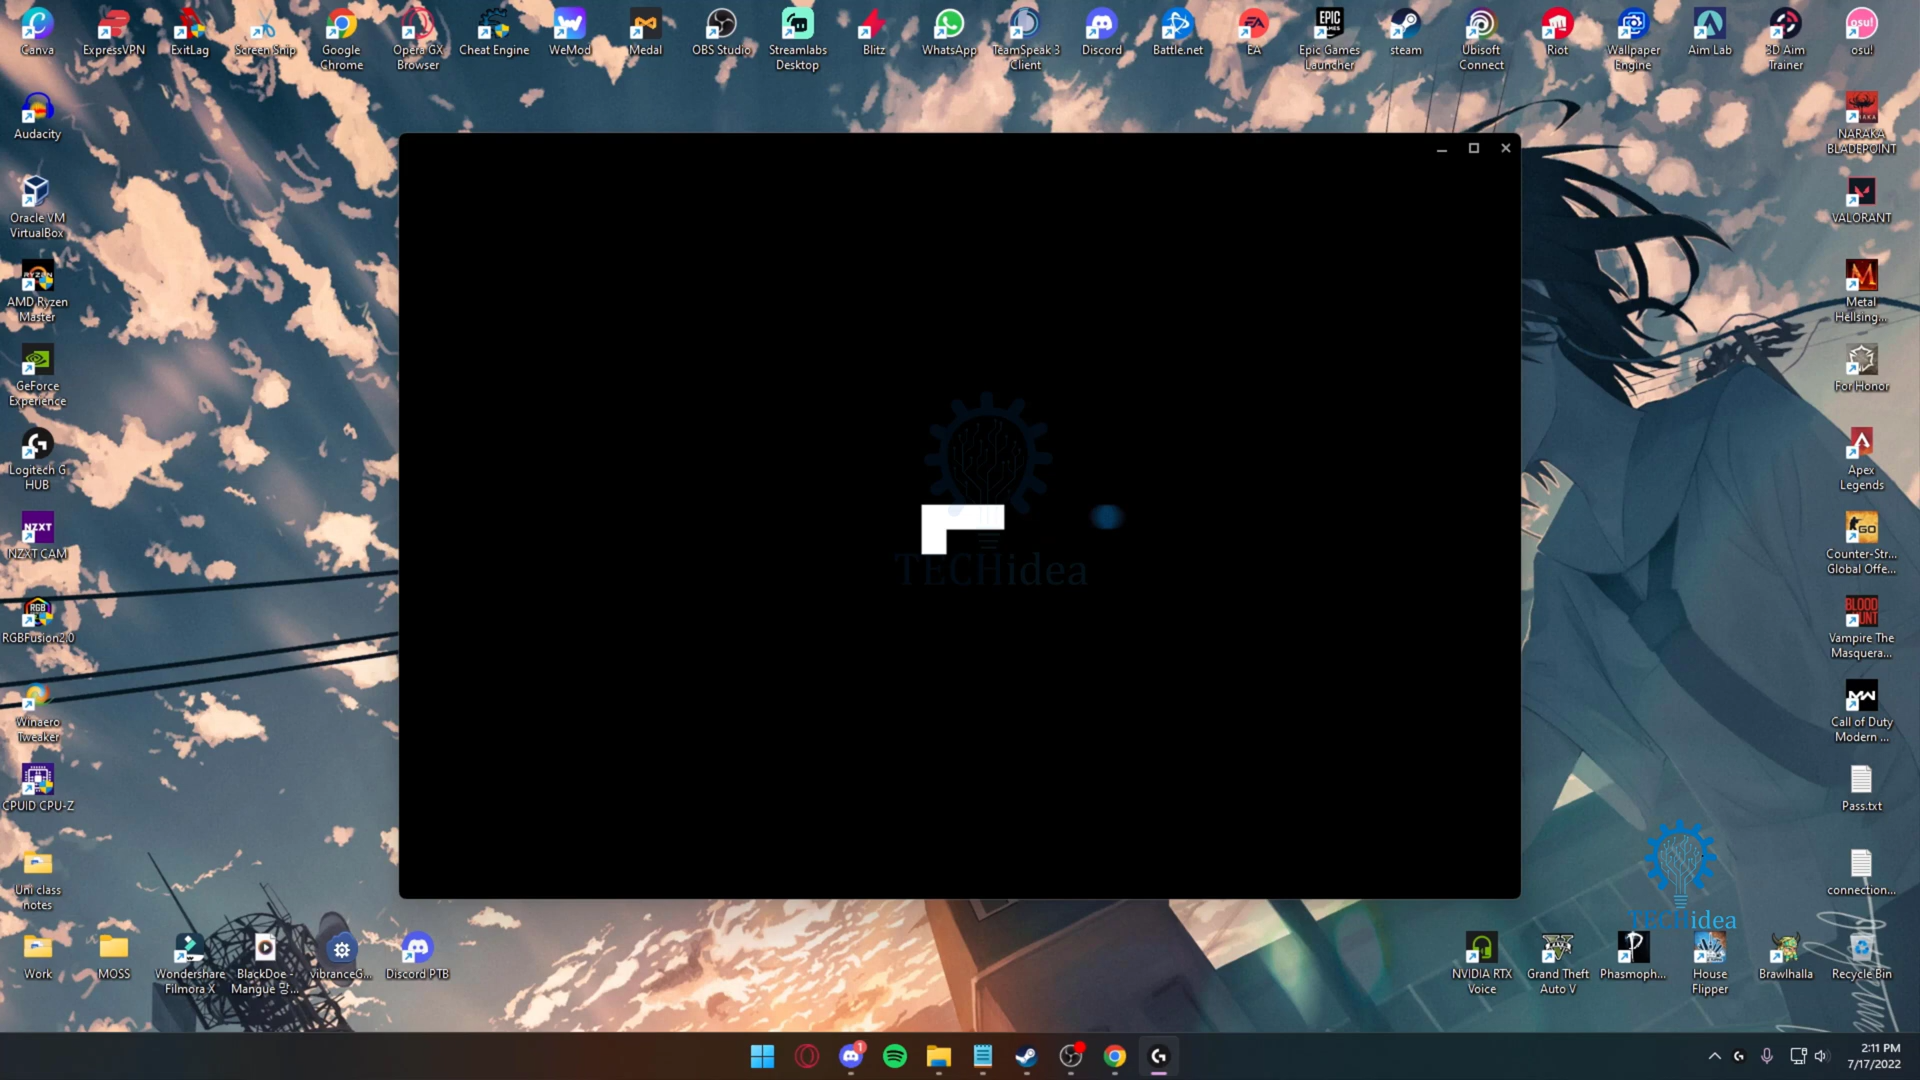 Canva
ExpressVPN
ExitLag
Screen Snip
Google
Chrome
Opera GX
Browser
Cheat Engine
WeMod
Medal
OBS Studio
Streamlabs
Desktop
Blitz
WhatsApp
TeamSpeak 3
Client
Discord
Battle.net
EA
Epic Games
Launcher
steam
Ubisoft
Connect
Riot
Wallpaper
Engine
Aim Lab
3D Aim
Trainer
osu!
Audacity
NARAKA
BLADEPOINT
Oracle VM
VirtualBox
VALORANT
AMD Ryzen
Master
Metal
Hellsing...
GeForce
Experience
For Honor
Logitech G
HUB
Apex
Legends
NZXT CAM
Counter-Str...
Global Offe...
TECHidea
RGBFusion2.0
Vampire The
Masquera...
Winaero
Tweaker
Call of Duty
Modern ...
CPUID CPU-Z
Pass.txt
Uni class
notes
connection...
TECHidea
Work
MOSS
Wondershare
Filmora X
BlackDoe -
Mangue 망...
vibranceG...
Discord PTB
NVIDIA RTX
Voice
Grand Theft
Auto V
Phasmoph...
House
Flipper
Brawlhalla
Recycle Bin
1
2:11 PM
7/17/2022